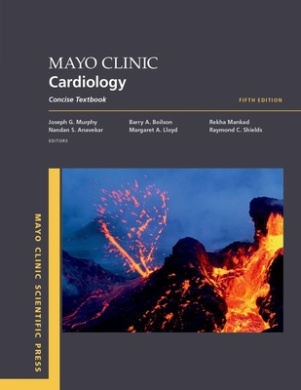 MAYO CLINIC
Cardiology
Concise Textbook
FIFTH EDITION
Joseph G. Murphy
Nandan S. Anavekar
Barry A. Boilson
Margaret A. Lloyd
Rekha Mankad
Raymond C. Shields
EDITORS
MAYO CLINIC SCIENTIFIC PRESS